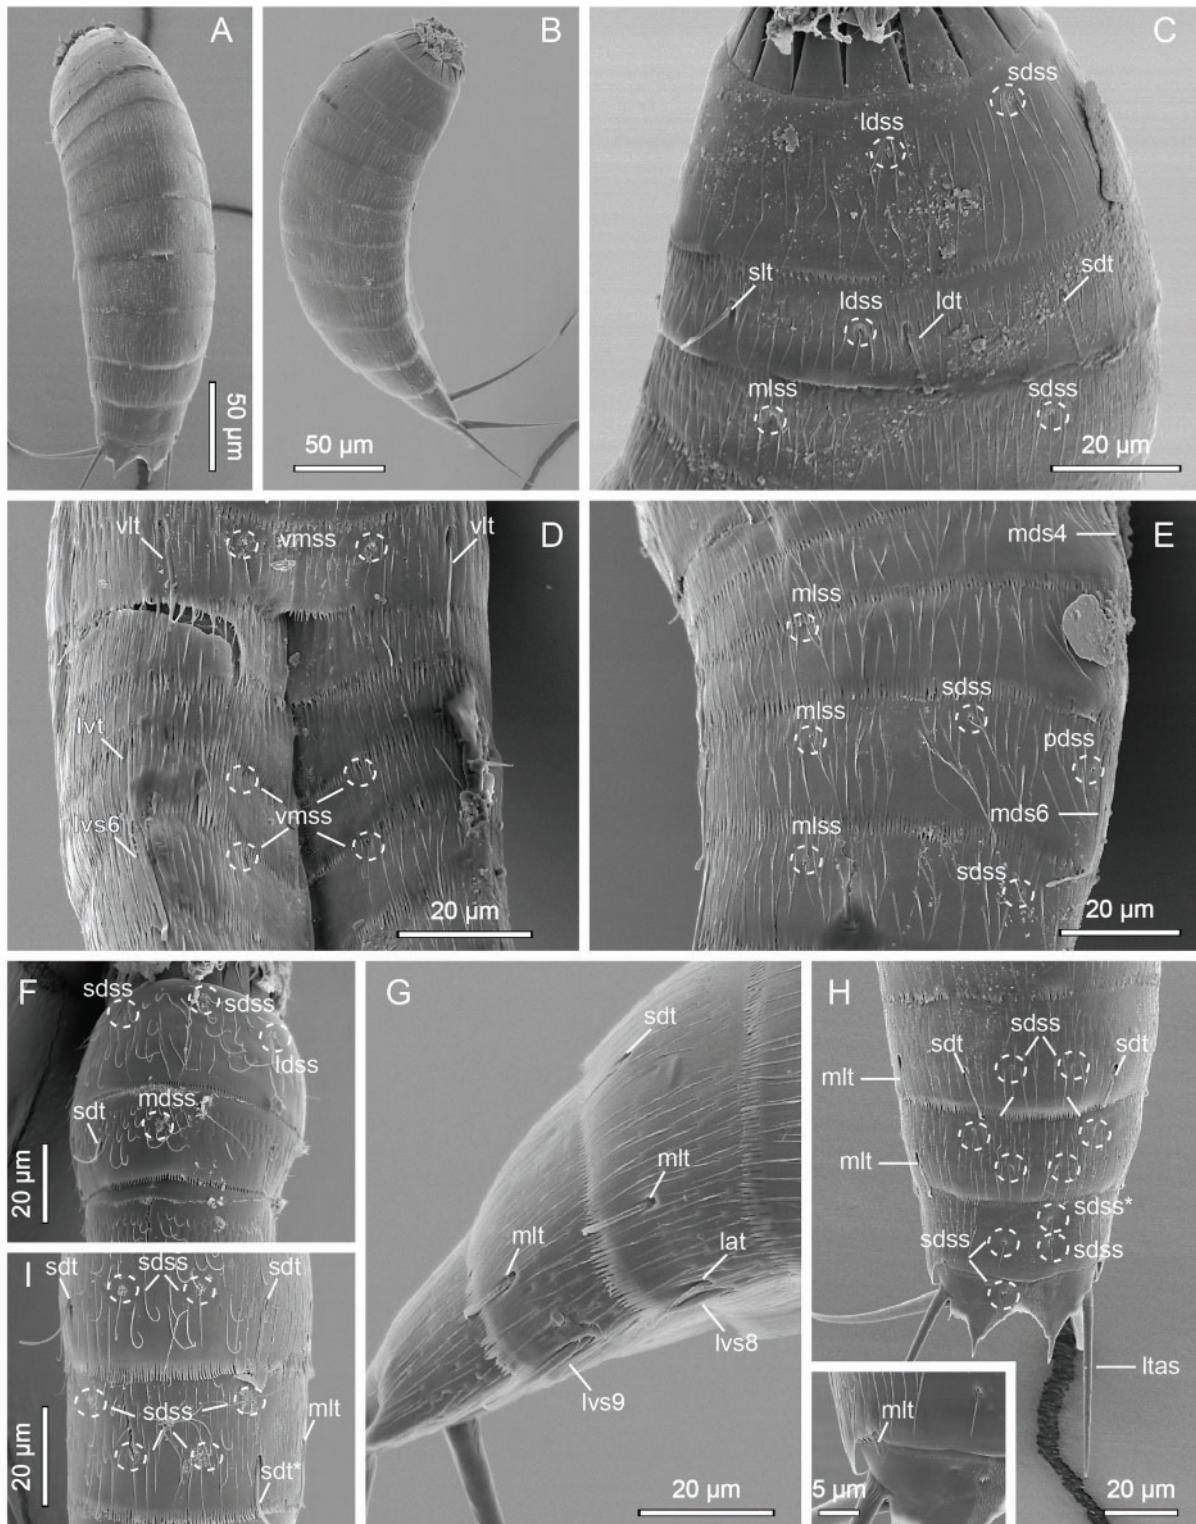 A
50 µm
B
50 µm
C
sdss
ldss
slt
ldss
ldt
sdt
mlss
sdss
20 µm
D
vlt
vmss
vlt
lvt
lvs6
vmss
20 µm
E
mds4
mlss
sdss
mlss
pdss
mds6
mlss
sdss
20 µm
F
sdss
sdss
ldss
mdss
sdt
20 µm
G
sdt
mlt
mlt
lat
lvs8
lvs9
20 µm
H
sdss
sdt
sdt
mlt
mlt
sdss*
sdss
sdss
ltas
mlt
5 µm
20 µm
I
sdt
sdss
sdt
sdss
mlt
sdt*
20 µm